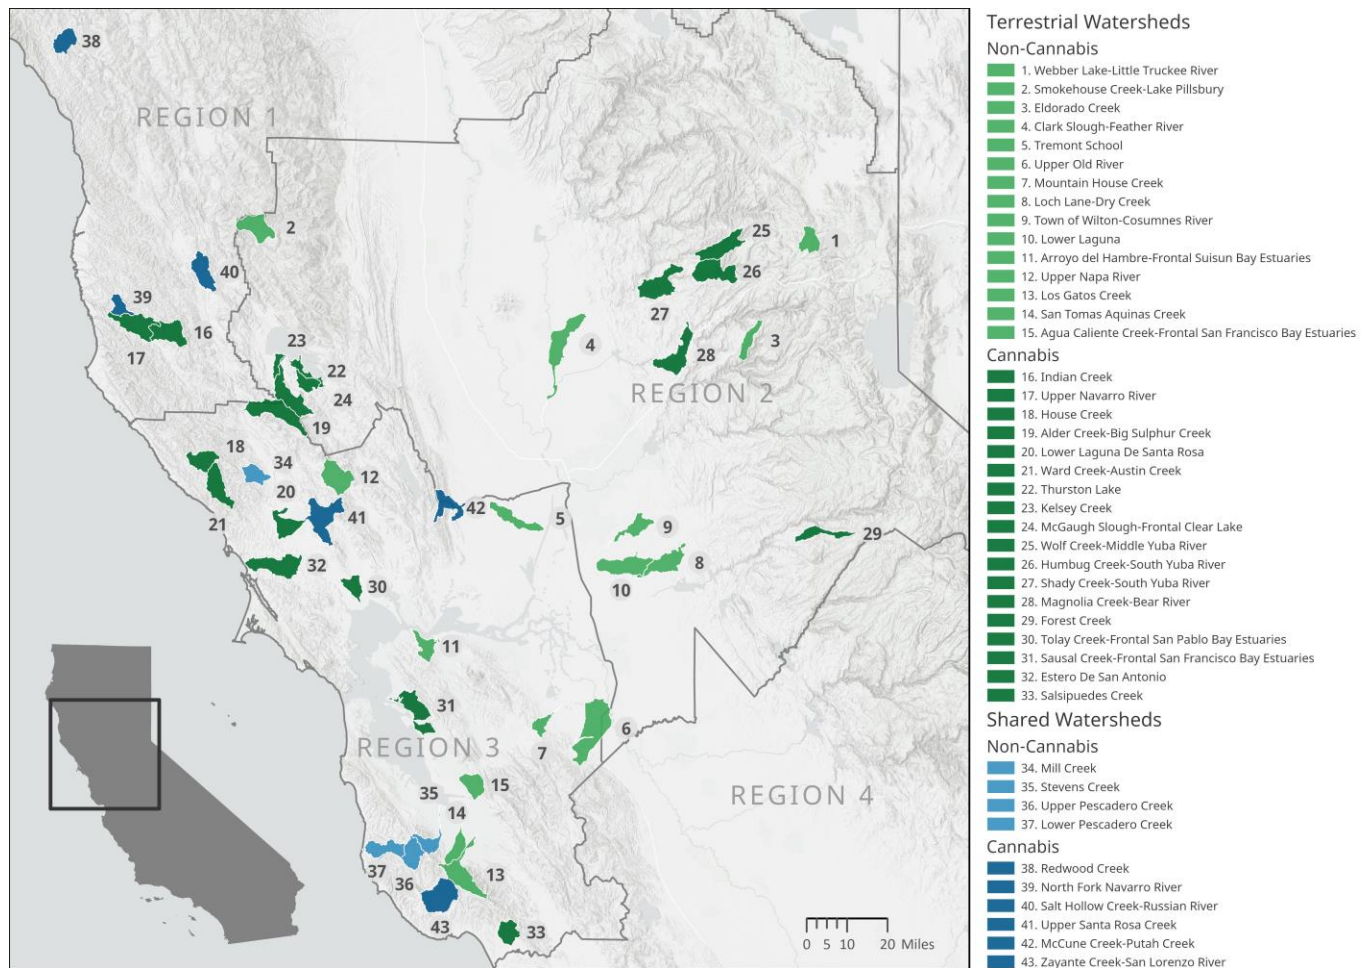 38
REGION 1
2
40
39
16
17
23
22
24
19
18
34
20
21
12
41
42
5
32
30
25
1
26
27
4
28
3
REGION 2
9
8
10
29
11
31
REGION 3
7
6
15
35
14
37
36
13
43
33
REGION 4
0 5 10 20 Miles
Terrestrial Watersheds
Non-Cannabis
1. Webber Lake-Little Truckee River
2. Smokehouse Creek-Lake Pillsbury
3. Eldorado Creek
4. Clark Slough-Feather River
5. Tremont School
6. Upper Old River
7. Mountain House Creek
8. Loch Lane-Dry Creek
9. Town of Wilton-Cosumnes River
10. Lower Laguna
11. Arroyo del Hambre-Frontal Suisun Bay Estuaries
12. Upper Napa River
13. Los Gatos Creek
14. San Tomas Aquinas Creek
15. Agua Caliente Creek-Frontal San Francisco Bay Estuaries
Cannabis
16. Indian Creek
17. Upper Navarro River
18. House Creek
19. Alder Creek-Big Sulphur Creek
20. Lower Laguna De Santa Rosa
21. Ward Creek-Austin Creek
22. Thurston Lake
23. Kelsey Creek
24. McGaugh Slough-Frontal Clear Lake
25. Wolf Creek-Middle Yuba River
26. Humbug Creek-South Yuba River
27. Shady Creek-South Yuba River
28. Magnolia Creek-Bear River
29. Forest Creek
30. Tolay Creek-Frontal San Pablo Bay Estuaries
31. Sausal Creek-Frontal San Francisco Bay Estuaries
32. Estero De San Antonio
33. Salsipuedes Creek
Shared Watersheds
Non-Cannabis
34. Mill Creek
35. Stevens Creek
36. Upper Pescadero Creek
37. Lower Pescadero Creek
Cannabis
38. Redwood Creek
39. North Fork Navarro River
40. Salt Hollow Creek-Russian River
41. Upper Santa Rosa Creek
42. McCune Creek-Putah Creek
43. Zayante Creek-San Lorenzo River